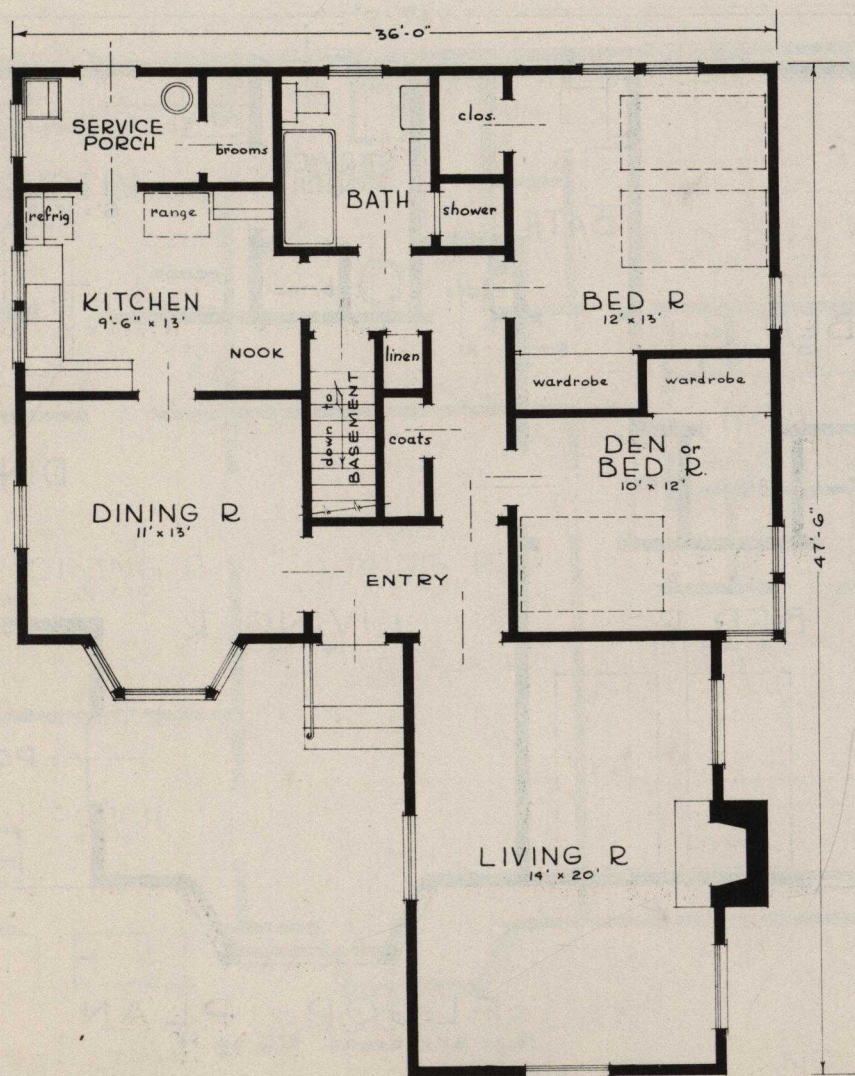 36'-0"
SERVICE
PORCH
brooms
clos.
BATH
shower
refrig
range
KITCHEN
9'-6" x 13'
NOOK
linen
BED R
12' x 13'
wardrobe
wardrobe
down to
BASEMENT
coats
DEN or
BED R.
10' x 12'
DINING R
11' x 13'
ENTRY
47'-6"
LIVING R
14' x 20'